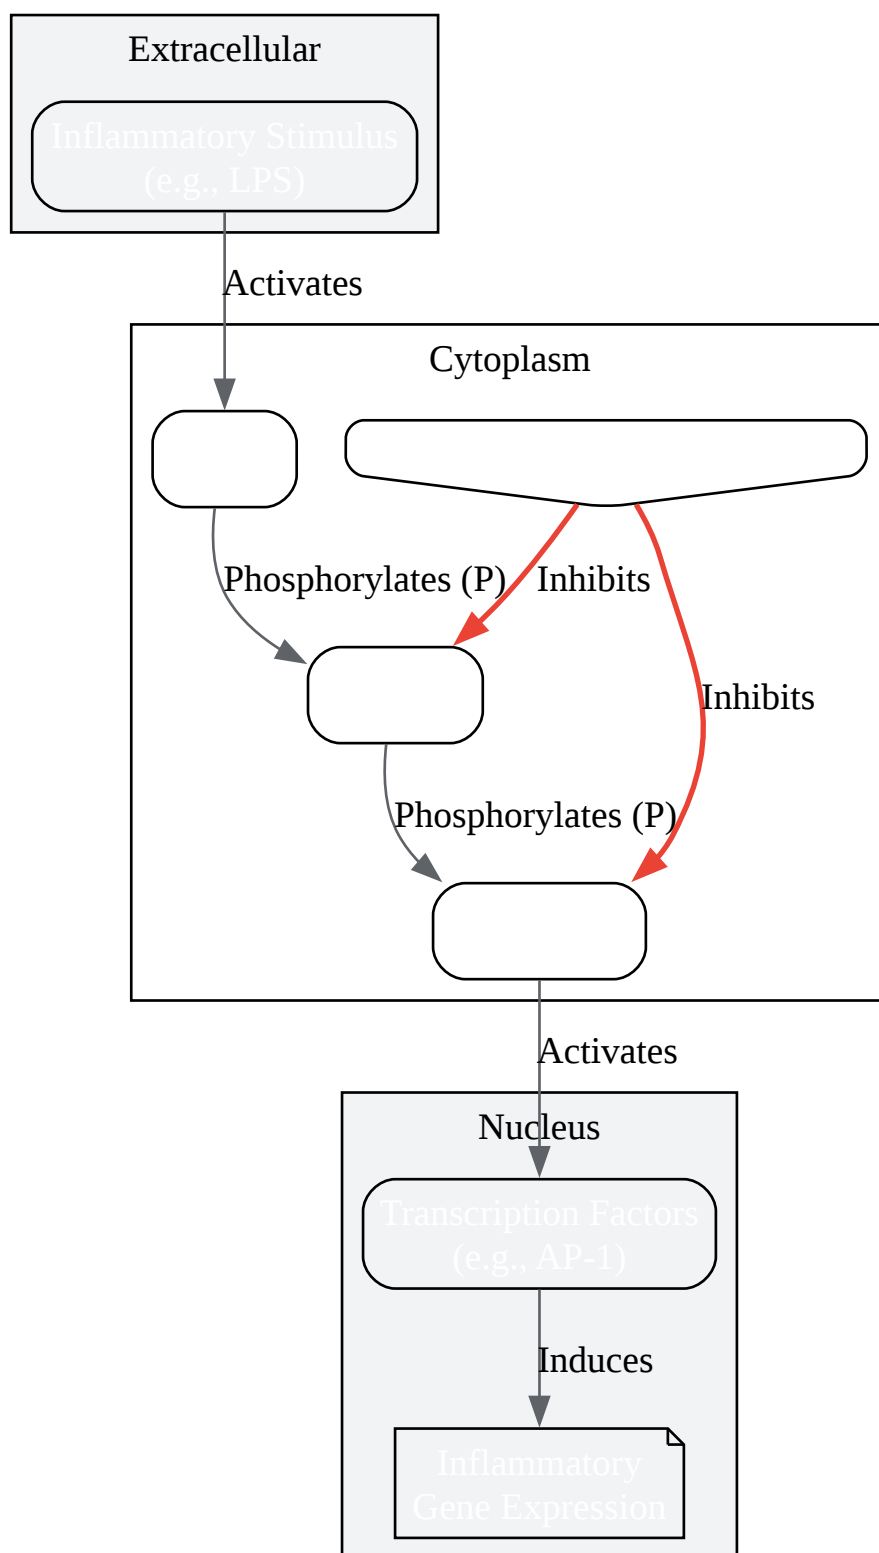 Extracellular
Inflammatory Stimulus
(e.g., LPS)
Activates
Cytoplasm
Phosphorylates (P)
Inhibits
Inhibits
Phosphorylates (P)
Activates
Nucleus
Transcription Factors
(e.g., AP-1)
Induces
Inflammatory
Gene Expression